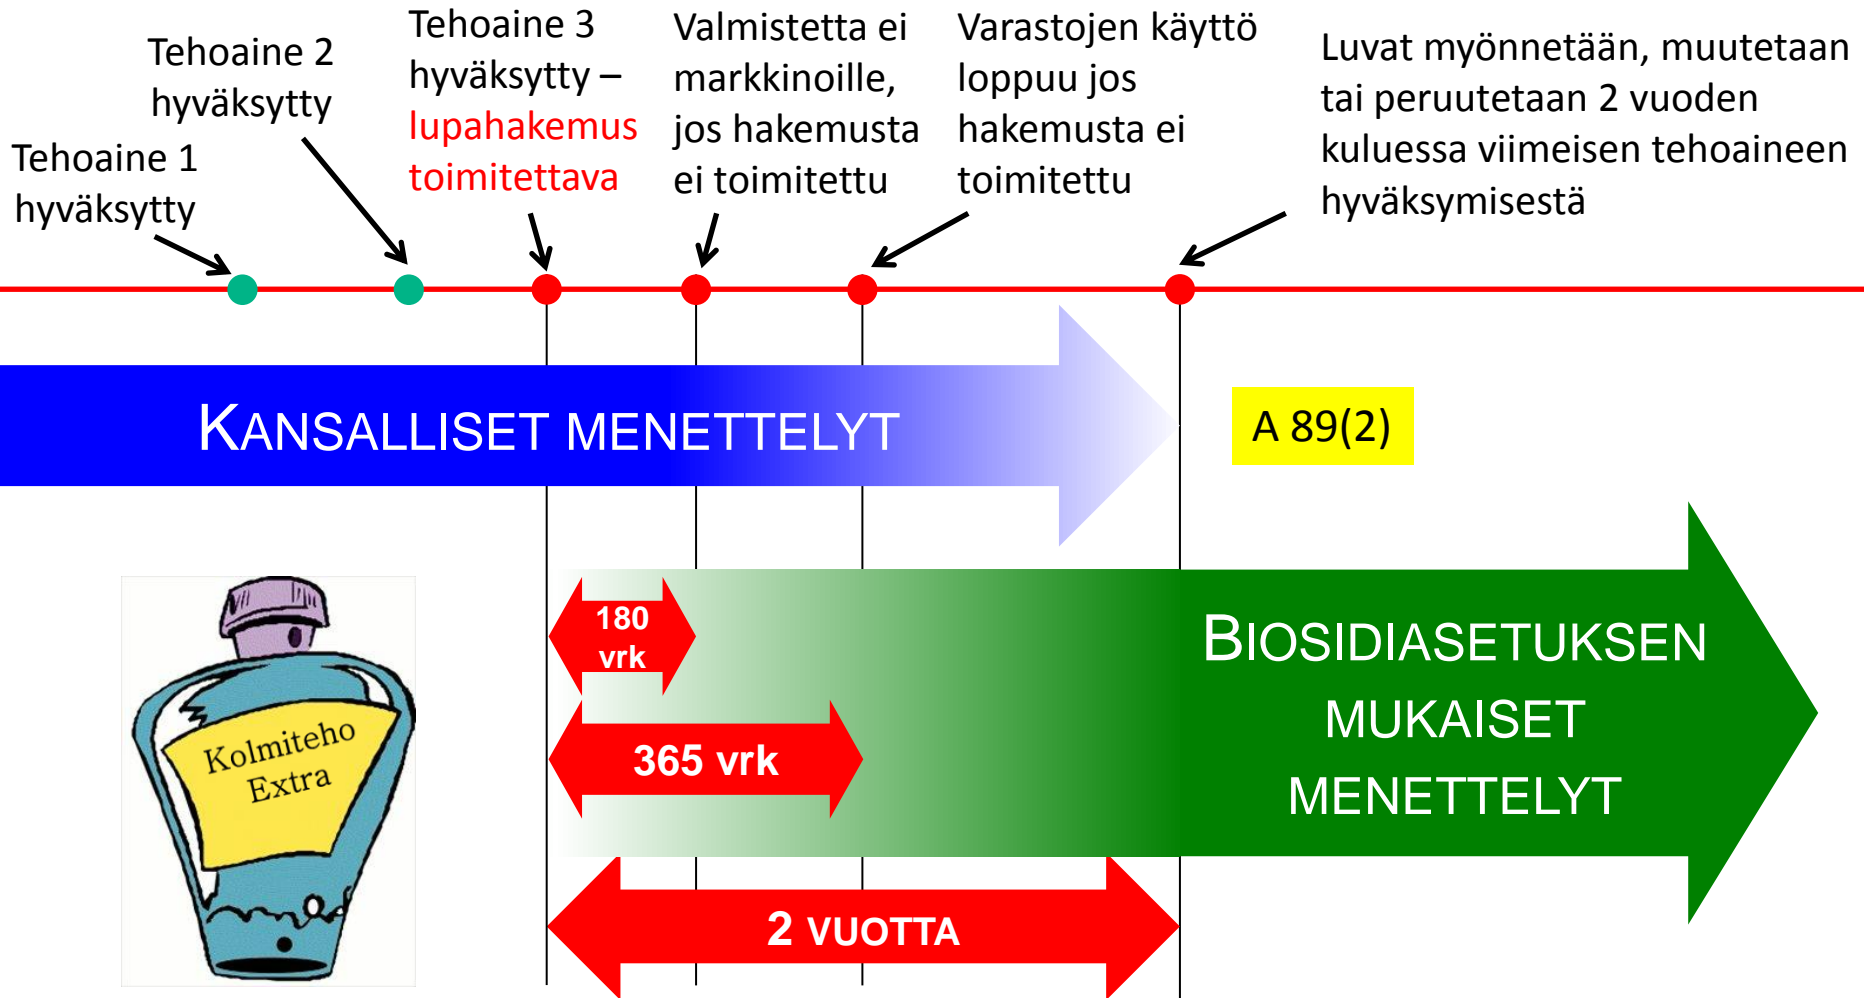 Tehoaine 1
hyväksytty
Tehoaine 2
hyväksytty
Tehoaine 3
hyväksytty –
lupahakemus
toimitettava
Valmistetta ei
markkinoille,
jos hakemusta
ei toimitettu
Varastojen käyttö
loppuu jos
hakemusta ei
toimitettu
Luvat myönnetään, muutetaan
tai peruutetaan 2 vuoden
kuluessa viimeisen tehoaineen
hyväksymisestä
KANSALLISET MENETTELYT
A 89(2)
180
vrk
365 vrk
2 VUOTTA
BIOSIDIASETUKSEN
MUKAISET
MENETTELYT
Kolmiteho
Extra